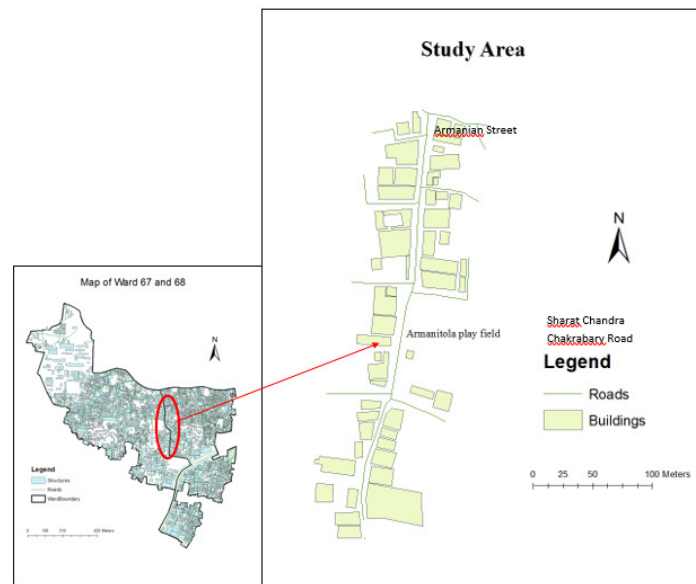 Study Area
Armanian Street
N
Armanitola play field
Sharat Chandra
Chakrabary Road
Legend
Roads
Buildings
0 25 50 100 Meters
Map of Ward 67 and 68
N
Legend
Structures
Roads
WardBoundary